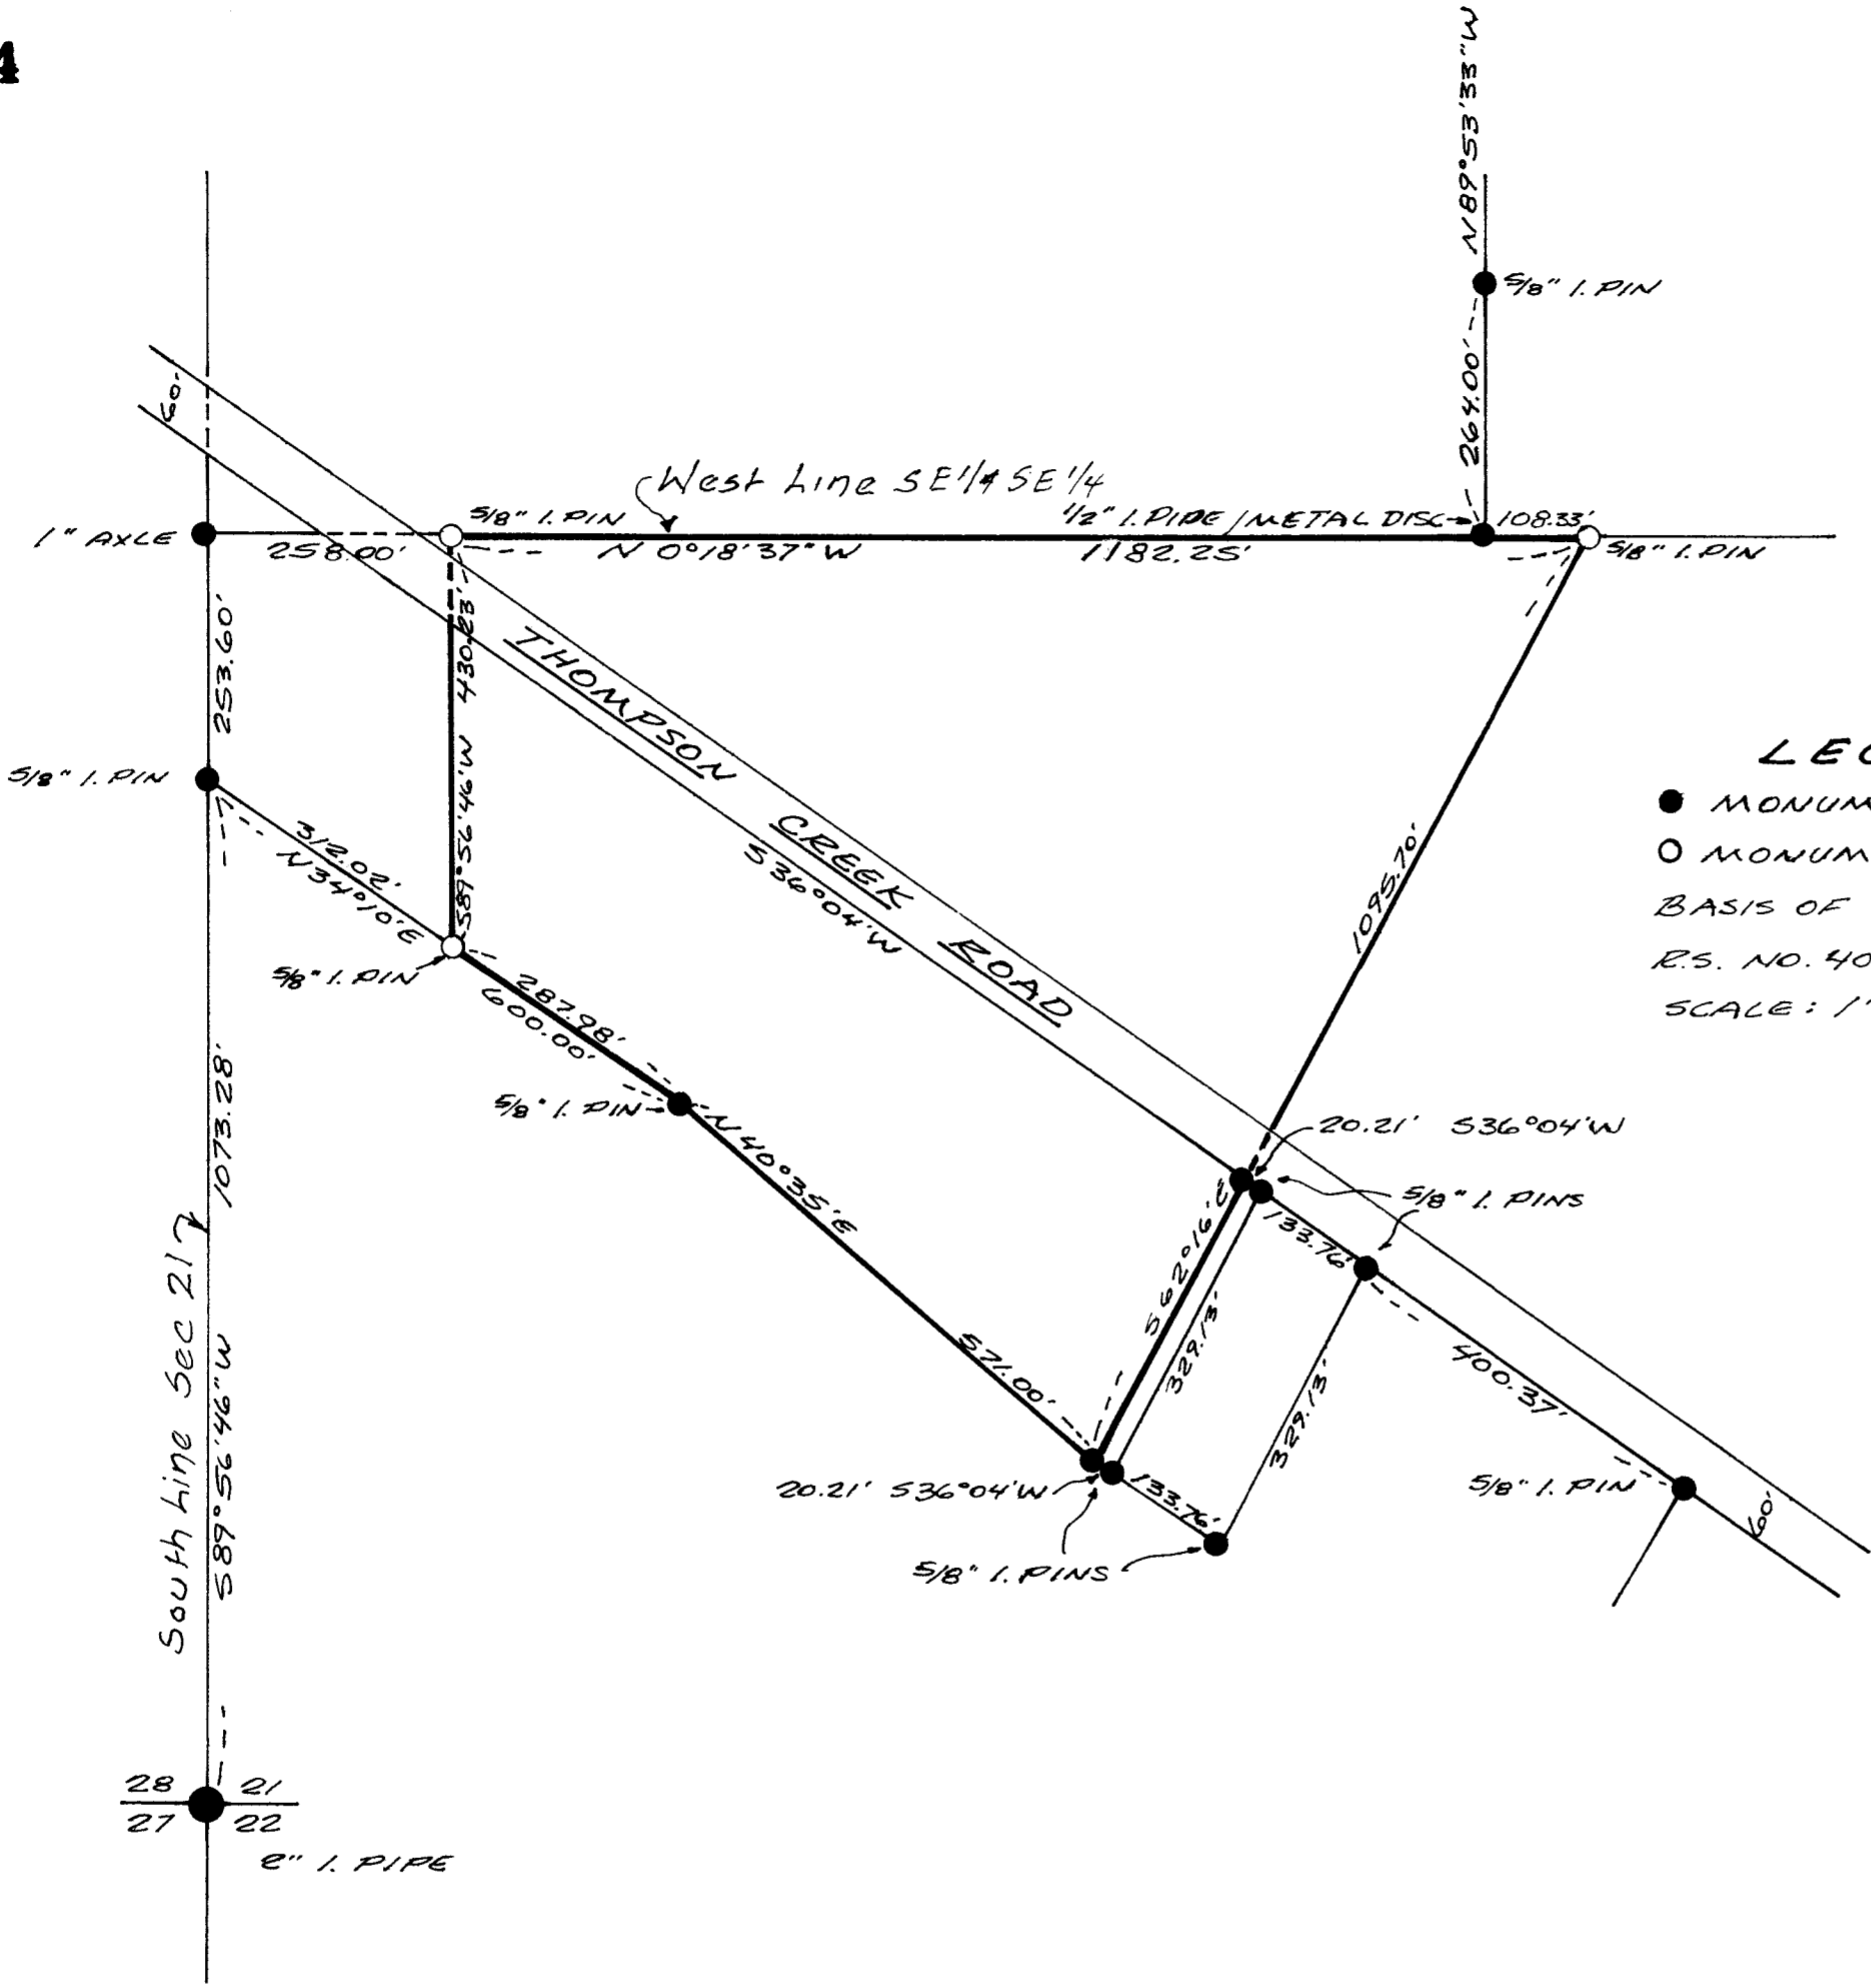 4
N89°53'33"W
5/8" I. PIN
264.00'
60'
West Line SE 1/4 SE 1/4
1" AXLE
258.00'
5/8" I. PIN
N 0°18'37" W
1/2" I. PIPE / METAL DISC
1182.25'
108.33'
5/8" I. PIN
253.60'
430.23'
S89°56'46"W
THOMPSON CREEK ROAD
S36°04'W
5/8" I. PIN
312.02'
N34°10'E
5/8" I. PIN
287.98'
600.00'
5/8" I. PIN
N40°35'E
571.00'
1095.70'
LEG
● MONUM
○ MONUM
BASIS OF
R.S. NO. 40
SCALE: 1"
20.21' S36°04'W
5/8" I. PINS
133.76'
S62°16'E
329.13'
329.13'
400.37'
5/8" I. PIN
60'
20.21' S36°04'W
133.76'
5/8" I. PINS
1073.28'
South Line Sec 21
S89°56'46"W
28 21
27 22
2" I. PIPE